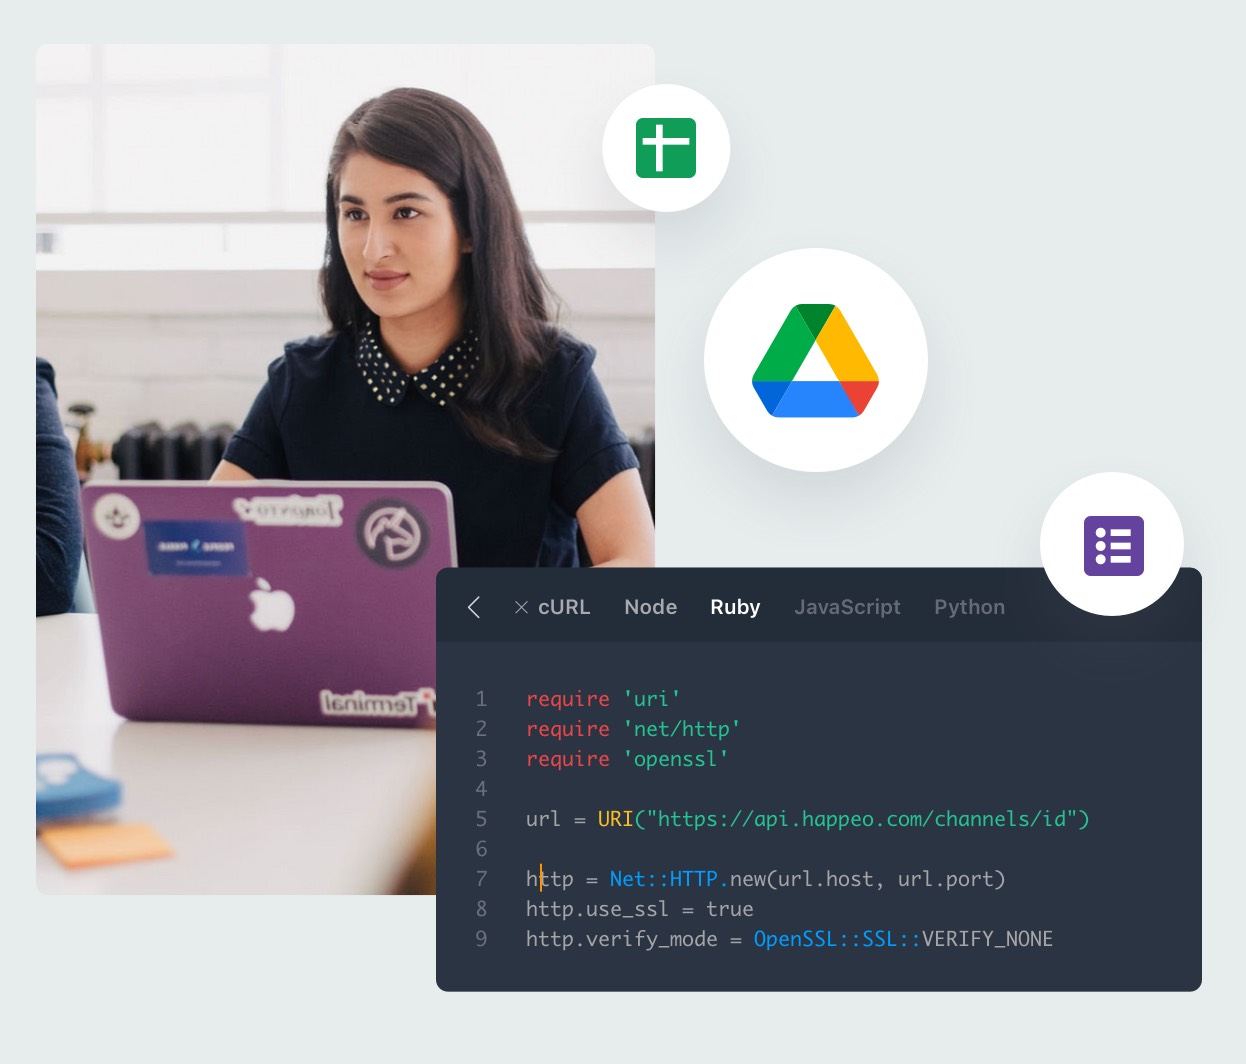 TORONTO
Terminal
cURL Node Ruby JavaScript Python
1 require 'uri'
2 require 'net/http'
3 require 'openssl'
4
5 url = URI("https://api.happeo.com/channels/id")
6
7 http = Net::HTTP.new(url.host, url.port)
8 http.use_ssl = true
9 http.verify_mode = OpenSSL::SSL::VERIFY_NONE